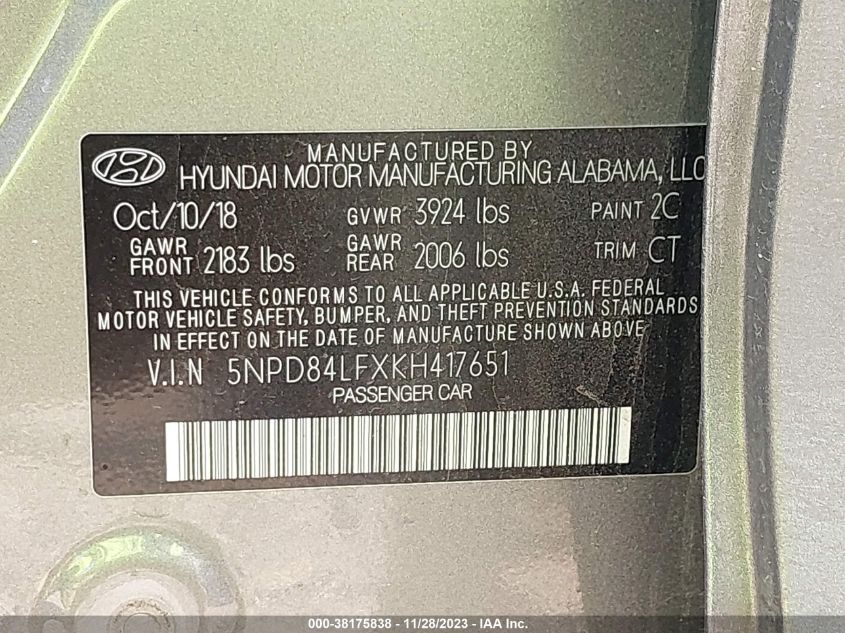 MANUFACTURED BY
HYUNDAI MOTOR MANUFACTURING ALABAMA, LLC
Oct/10/18 GVWR 3924 lbs PAINT 2C
GAWR FRONT 2183 lbs GAWR REAR 2006 lbs TRIM CT
THIS VEHICLE CONFORMS TO ALL APPLICABLE U.S.A. FEDERAL
MOTOR VEHICLE SAFETY, BUMPER, AND THEFT PREVENTION STANDARDS
IN EFFECT ON THE DATE OF MANUFACTURE SHOWN ABOVE
V.I.N 5NPD84LFXKH417651
PASSENGER CAR
000-38175838 - 11/28/2023 - IAA Inc.